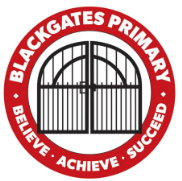 BLACKGATES PRIMARY
BELIEVE · ACHIEVE · SUCCEED